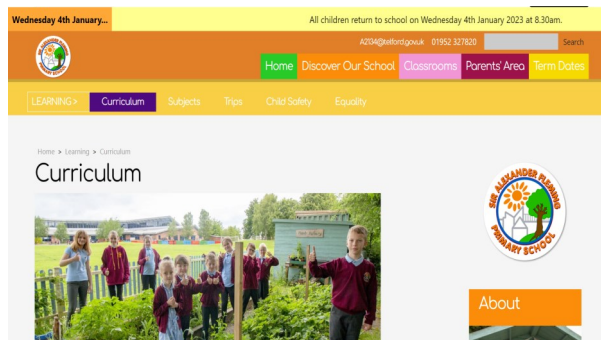 Wednesday 4th January...
All children return to school on Wednesday 4th January 2023 at 8.30am.
A2134@telford.gov.uk 01952 327820
Search
Home Discover Our School Classrooms Parents' Area Term Dates
LEARNING > Curriculum Subjects Trips Child Safety Equality
Home > Learning > Curriculum
Curriculum
SIR ALEXANDER FLEMING
PRIMARY SCHOOL
About